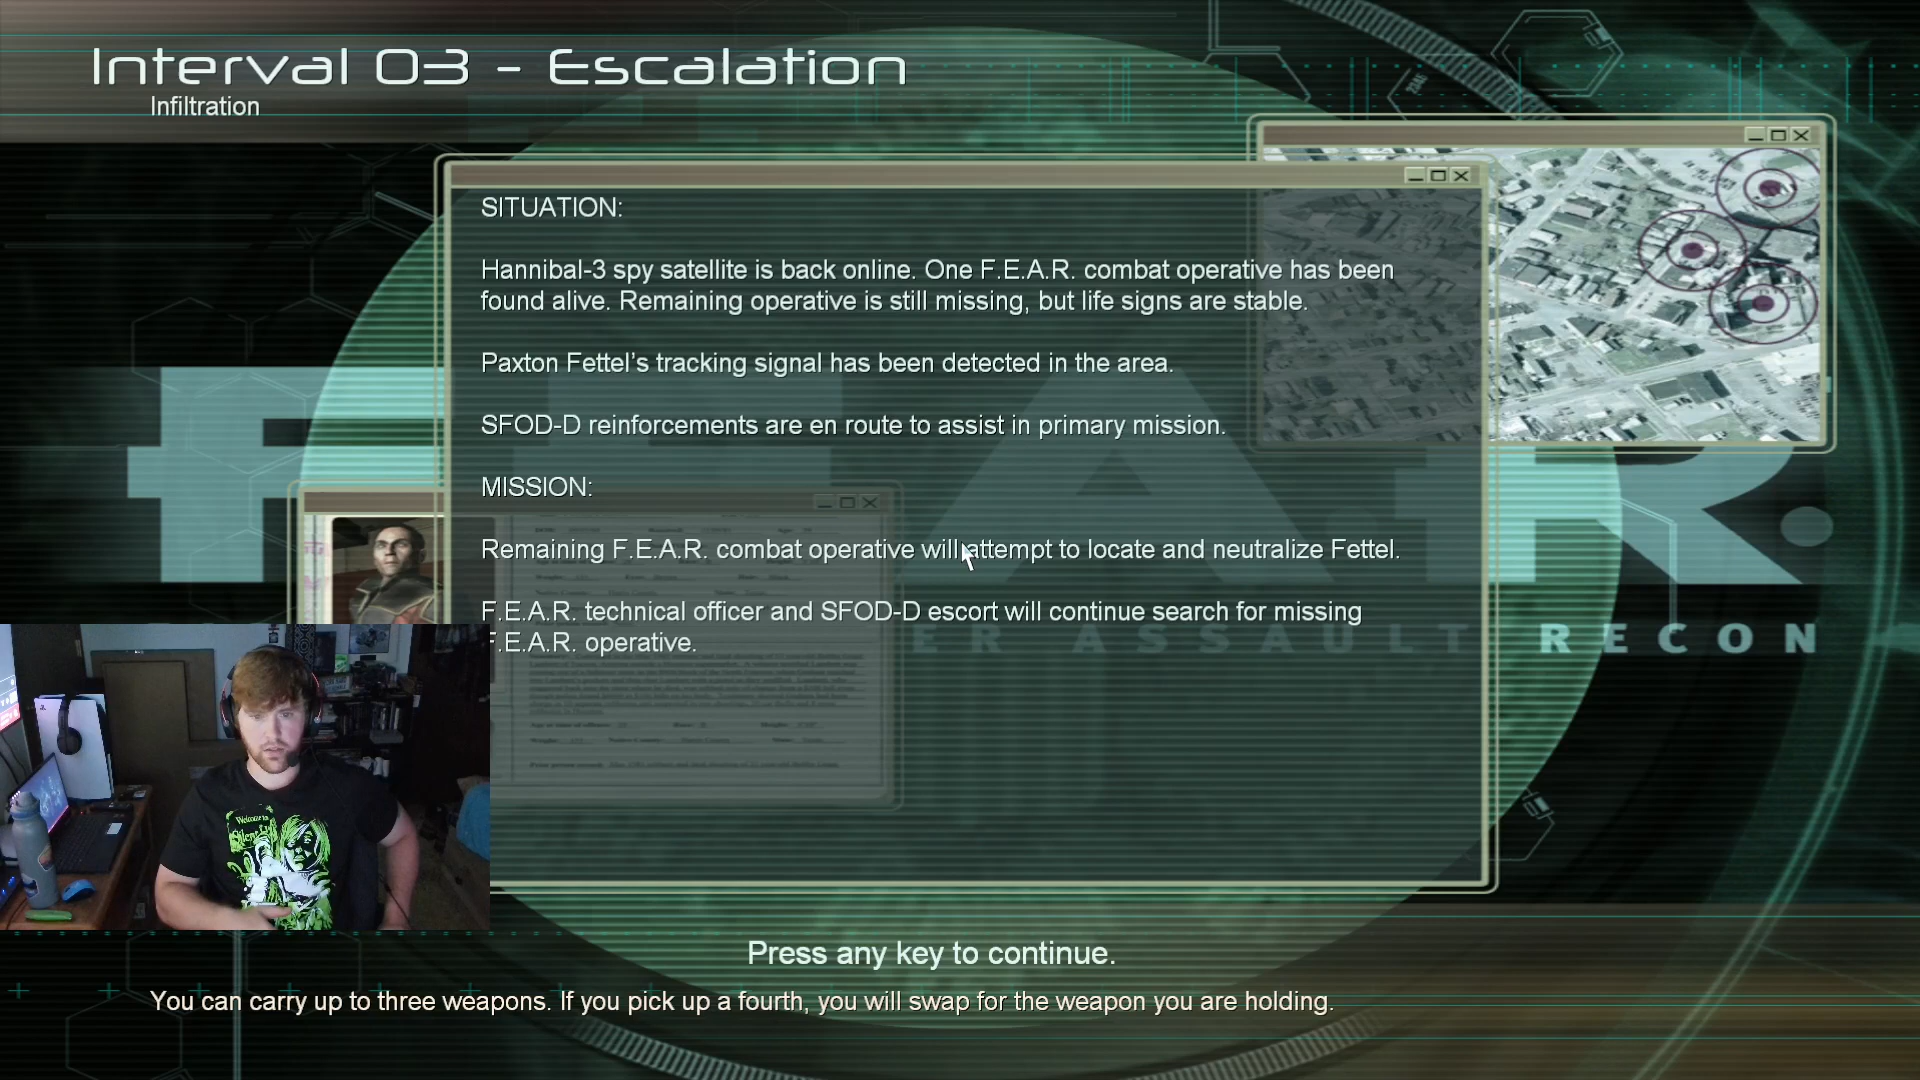 Interval 03 - Escalation
Infiltration
SITUATION:
Hannibal-3 spy satellite is back online. One F.E.A.R. combat operative has been
found alive. Remaining operative is still missing, but life signs are stable.
Paxton Fettel's tracking signal has been detected in the area.
SFOD-D reinforcements are en route to assist in primary mission.
MISSION:
Remaining F.E.A.R. combat operative will attempt to locate and neutralize Fettel.
F.E.A.R. technical officer and SFOD-D escort will continue search for missing
F.E.A.R. operative.
ASSAULT RECON
Welcome to
Press any key to continue.
You can carry up to three weapons. If you pick up a fourth, you will swap for the weapon you are holding.